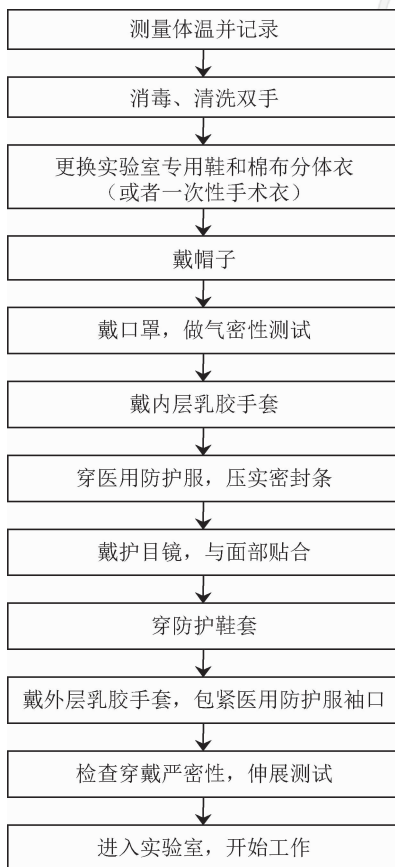 测量体温并记录
消毒、清洗双手
更换实验室专用鞋和棉布分体衣
（或者一次性手术衣）
戴帽子
戴口罩，做气密性测试
戴内层乳胶手套
穿医用防护服，压实密封条
戴护目镜，与面部贴合
穿防护鞋套
戴外层乳胶手套，包紧医用防护服袖口
检查穿戴严密性，伸展测试
进入实验室，开始工作